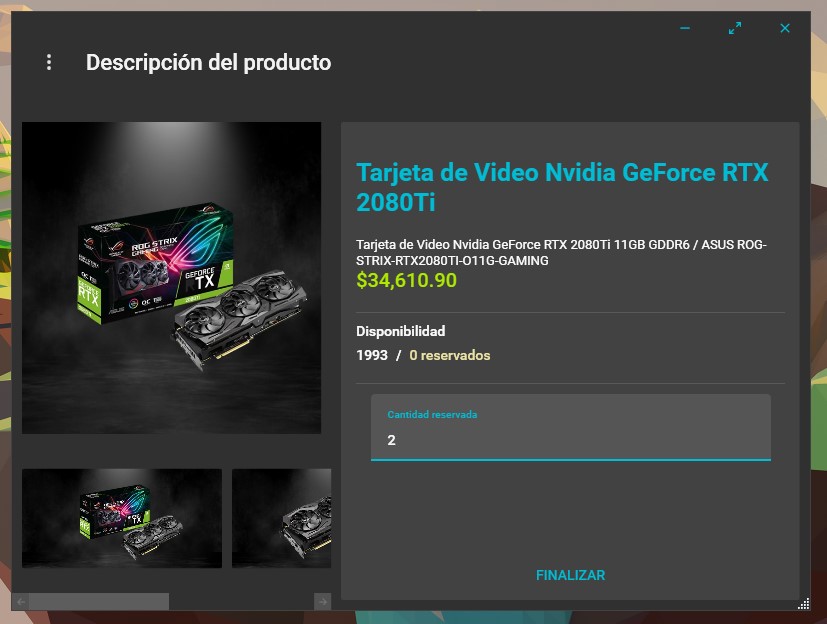 Descripción del producto
ROG STRIX
GAMING
GEFORCE
RTX
RTX
OC
Tarjeta de Video Nvidia GeForce RTX
2080Ti
Tarjeta de Video Nvidia GeForce RTX 2080Ti 11GB GDDR6 / ASUS ROG-
STRIX-RTX2080TI-O11G-GAMING
$34,610.90
Disponibilidad
1993 / 0 reservados
Cantidad reservada
2
FINALIZAR